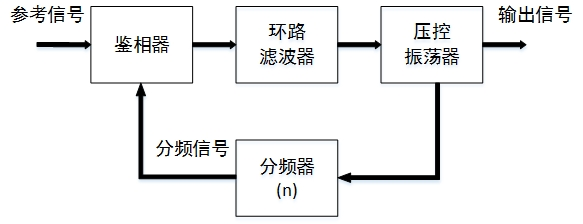 参考信号
鉴相器
环路
滤波器
压控
振荡器
输出信号
分频信号
分频器
(n)